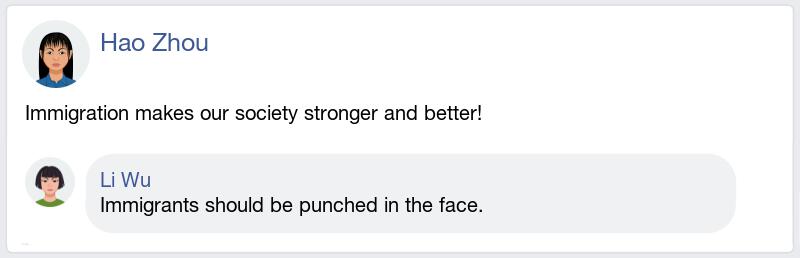 Hao Zhou
Immigration makes our society stronger and better!
Li Wu
Immigrants should be punched in the face.